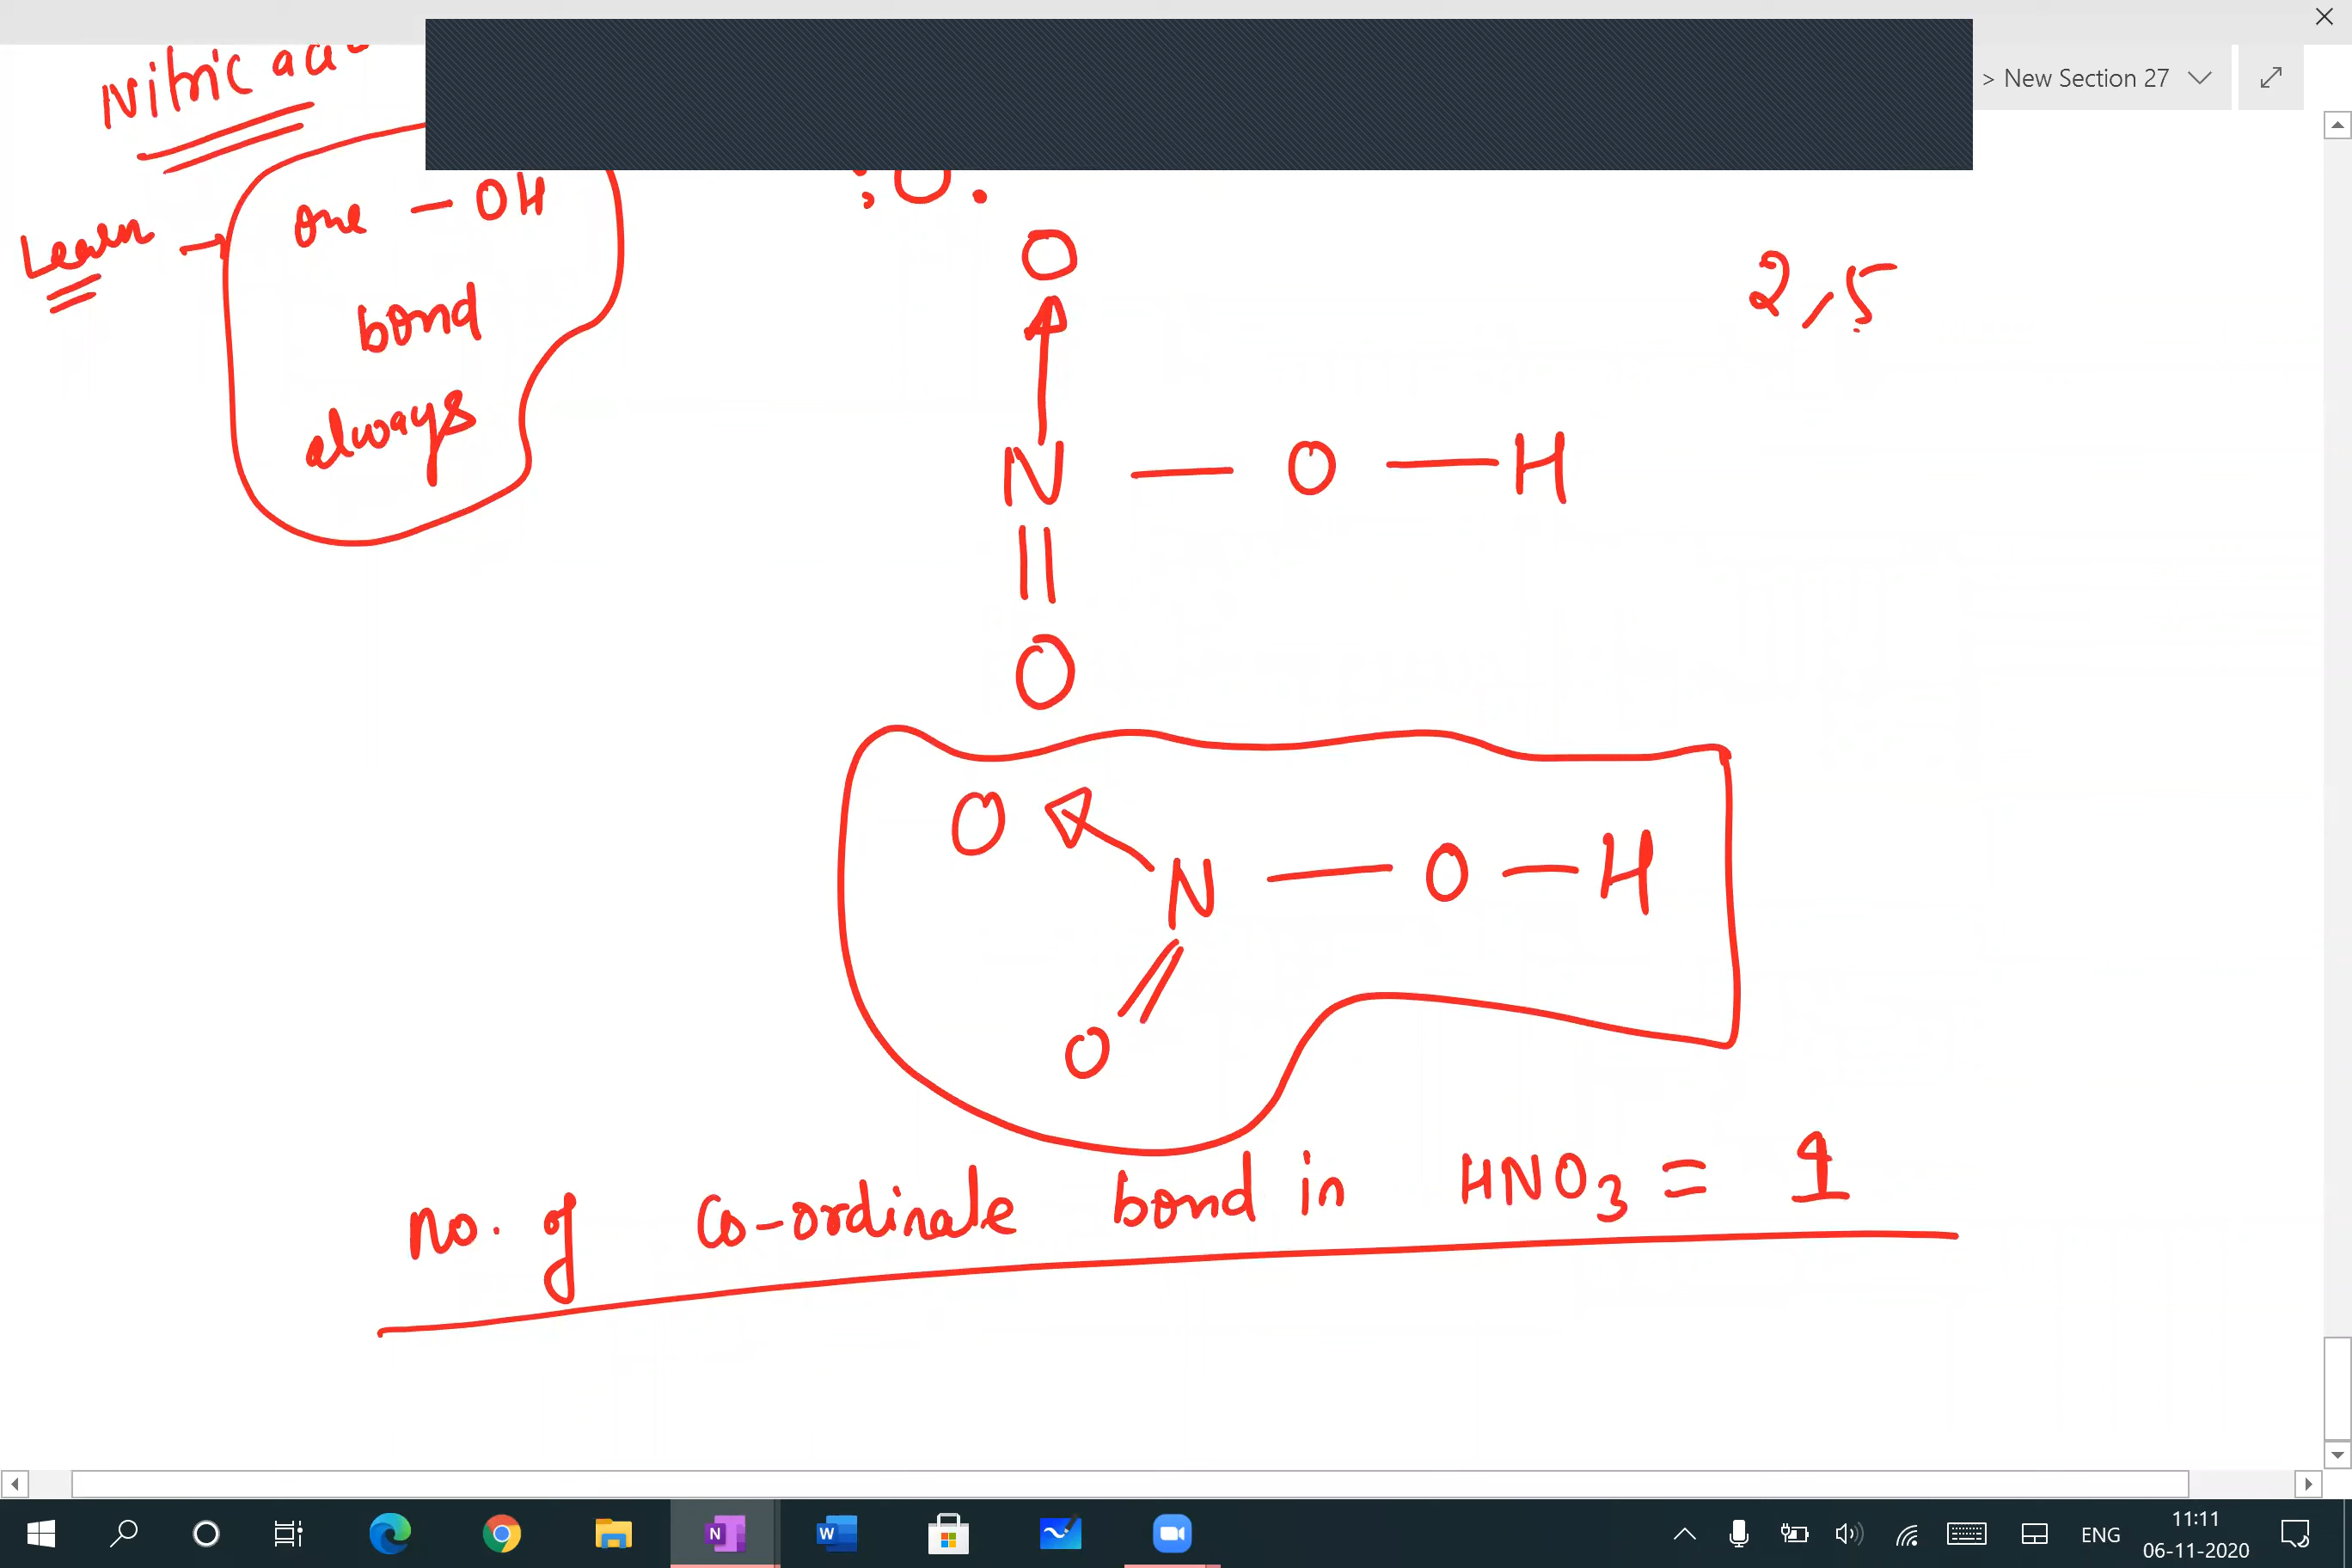 > New Section 27
Nitric acid
Learn → one - OH
bond
always
:O.
2,5
O
↑
N — O — H
||
O
O
N — O — H
O
No. of Co-ordinate bond in HNO₃ = 1
N
W
ENG
11:11
06-11-2020